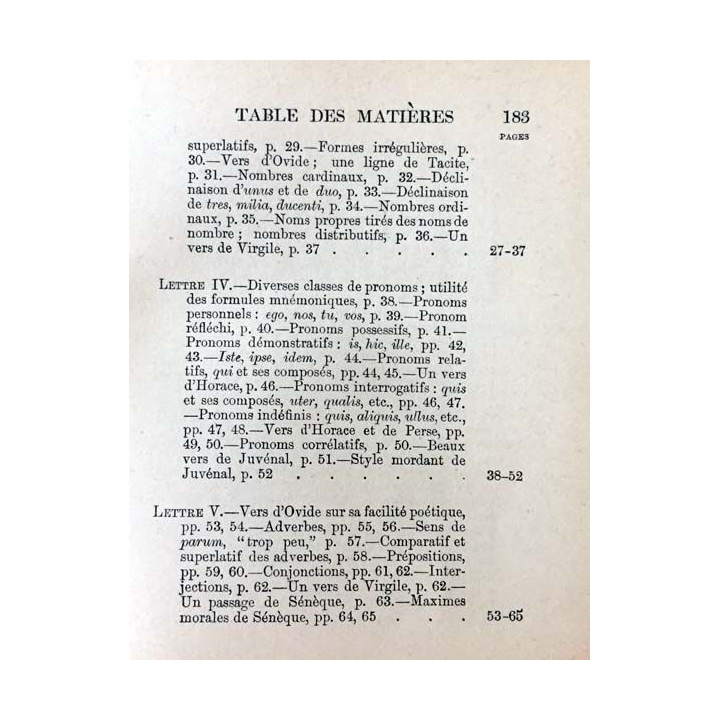 TABLE DES MATIÈRES 183
PAGES
superlatifs, p. 29.—Formes irrégulières, p.
30.—Vers d'Ovide ; une ligne de Tacite,
p. 31.—Nombres cardinaux, p. 32.—Décli-
naison d'unus et de duo, p. 33.—Déclinaison
de tres, milia, ducenti, p. 34.—Nombres ordi-
naux, p. 35.—Noms propres tirés des noms de
nombre ; nombres distributifs, p. 36.—Un
vers de Virgile, p. 37 . . . . . 27-37
LETTRE IV.—Diverses classes de pronoms ; utilité
des formules mnémoniques, p. 38.—Pronoms
personnels : ego, nos, tu, vos, p. 39.—Pronom
réfléchi, p. 40.—Pronoms possessifs, p. 41.—
Pronoms démonstratifs : is, hic, ille, pp. 42,
43.—Iste, ipse, idem, p. 44.—Pronoms rela-
tifs, qui et ses composés, pp. 44, 45.—Un vers
d'Horace, p. 46.—Pronoms interrogatifs : quis
et ses composés, uter, qualis, etc., pp. 46, 47.
—Pronoms indéfinis : quis, aliquis, ullus, etc.,
pp. 47, 48.—Vers d'Horace et de Perse, pp.
49, 50.—Pronoms corrélatifs, p. 50.—Beaux
vers de Juvénal, p. 51.—Style mordant de
Juvénal, p. 52 . . . . . . 38-52
LETTRE V.—Vers d'Ovide sur sa facilité poétique,
pp. 53, 54.—Adverbes, pp. 55, 56.—Sens de
parum, "trop peu," p. 57.—Comparatif et
superlatif des adverbes, p. 58.—Prépositions,
pp. 59, 60.—Conjonctions, pp. 61, 62.—Inter-
jections, p. 62.—Un vers de Virgile, p. 62.—
Un passage de Sénèque, p. 63.—Maximes
morales de Sénèque, pp. 64, 65 . . . 53-65